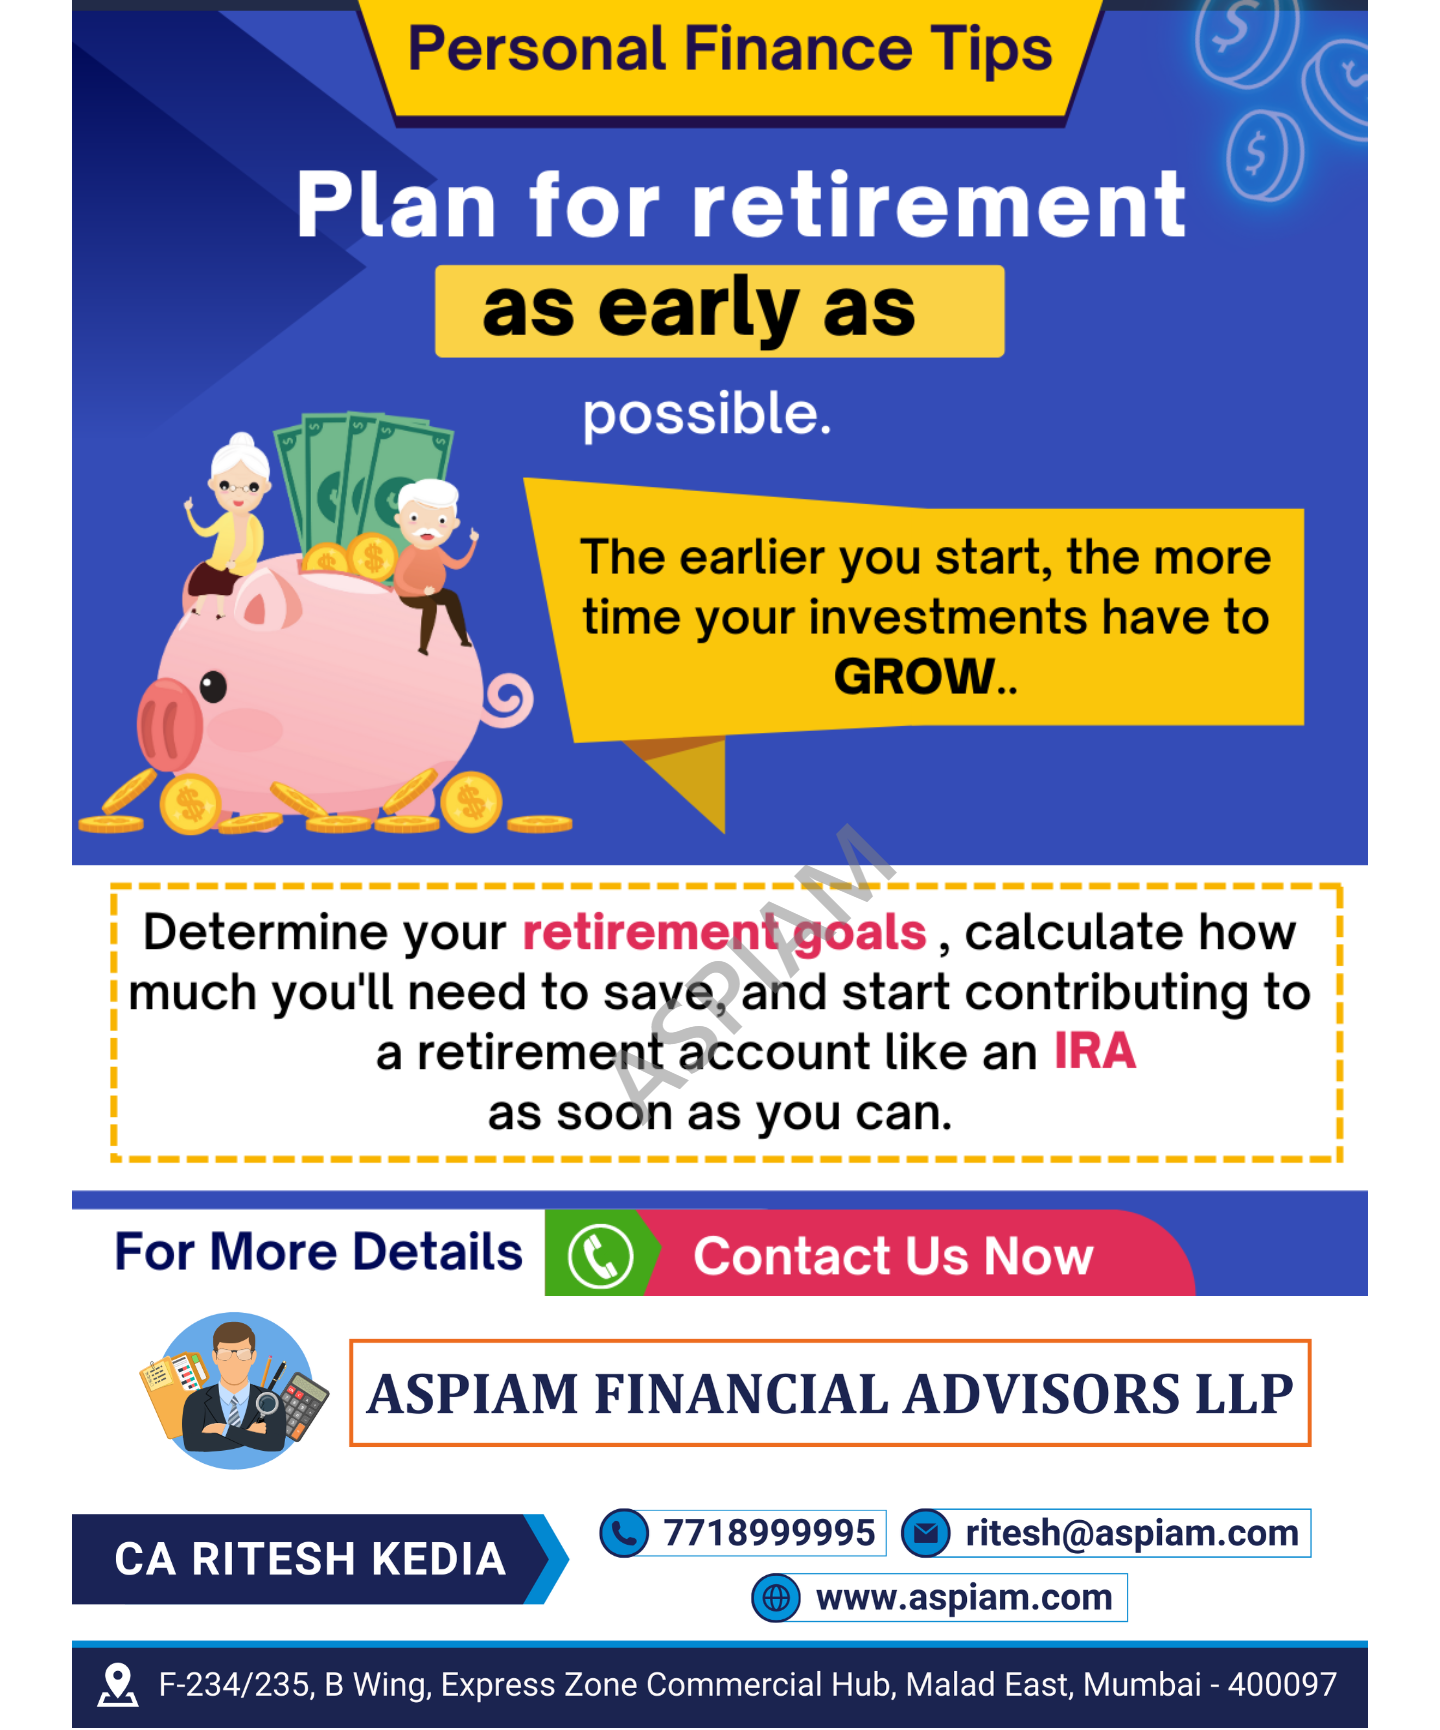 Personal Finance Tips
Plan for retirement
as early as
possible.
The earlier you start, the more
time your investments have to
GROW..
Determine your retirement goals , calculate how
much you'll need to save, and start contributing to
a retirement account like an IRA
as soon as you can.
ASPIAM
For More Details
Contact Us Now
ASPIAM FINANCIAL ADVISORS LLP
CA RITESH KEDIA
7718999995
ritesh@aspiam.com
www.aspiam.com
F-234/235, B Wing, Express Zone Commercial Hub, Malad East, Mumbai - 400097